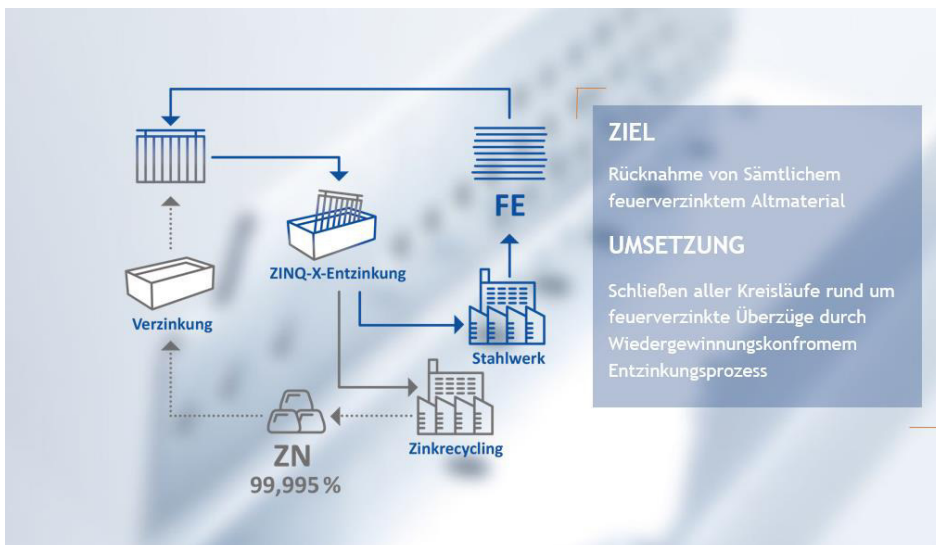 FE
ZINQ-X-Entzinkung
Verzinkung
Stahlwerk
Zinkrecycling
ZN
99,995 %
ZIEL
Rücknahme von Sämtlichem
feuerverzinktem Altmaterial
UMSETZUNG
Schließen aller Kreisläufe rund um
feuerverzinkte Überzüge durch
Wiedergewinnungskonfromem
Entzinkungsprozess